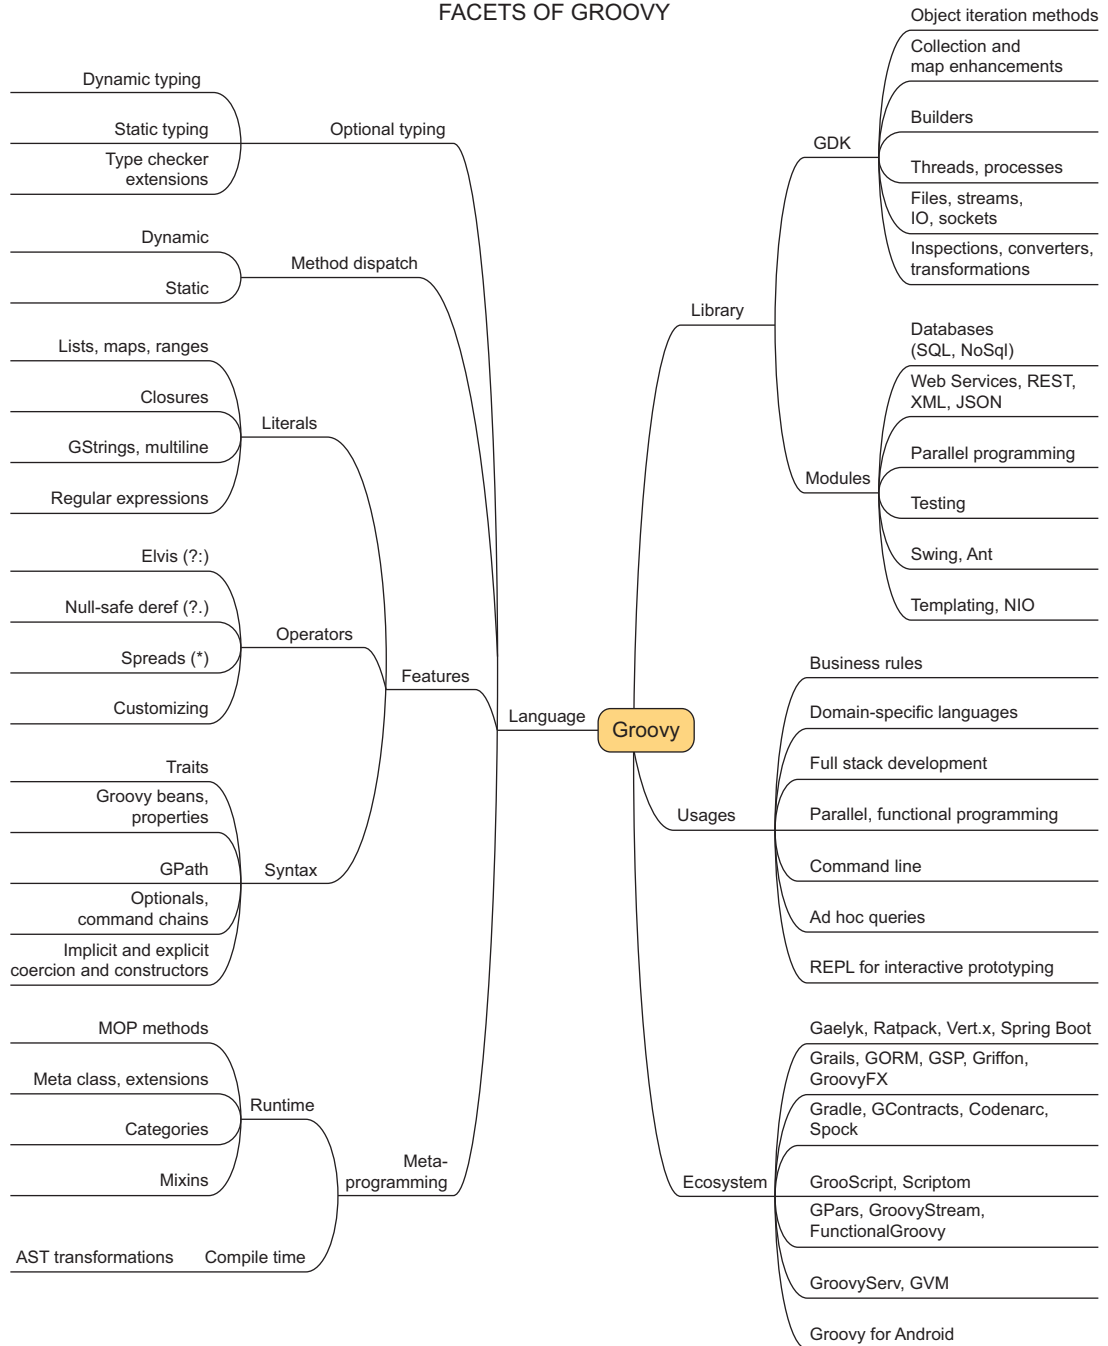 FACETS OF GROOVY
Dynamic typing
Static typing
Type checker
extensions
Optional typing
Dynamic
Static
Method dispatch
Lists, maps, ranges
Closures
GStrings, multiline
Regular expressions
Literals
Elvis (?:)
Null-safe deref (?.)
Spreads (*)
Customizing
Operators
Features
Traits
Groovy beans,
properties
GPath
Optionals,
command chains
Implicit and explicit
coercion and constructors
Syntax
MOP methods
Meta class, extensions
Categories
Mixins
Runtime
AST transformations
Compile time
Meta-
programming
Language
Groovy
Library
GDK
Object iteration methods
Collection and
map enhancements
Builders
Threads, processes
Files, streams,
IO, sockets
Inspections, converters,
transformations
Modules
Databases
(SQL, NoSql)
Web Services, REST,
XML, JSON
Parallel programming
Testing
Swing, Ant
Templating, NIO
Usages
Business rules
Domain-specific languages
Full stack development
Parallel, functional programming
Command line
Ad hoc queries
REPL for interactive prototyping
Ecosystem
Gaelyk, Ratpack, Vert.x, Spring Boot
Grails, GORM, GSP, Griffon,
GroovyFX
Gradle, GContracts, Codenarc,
Spock
GrooScript, Scriptom
GPars, GroovyStream,
FunctionalGroovy
GroovyServ, GVM
Groovy for Android